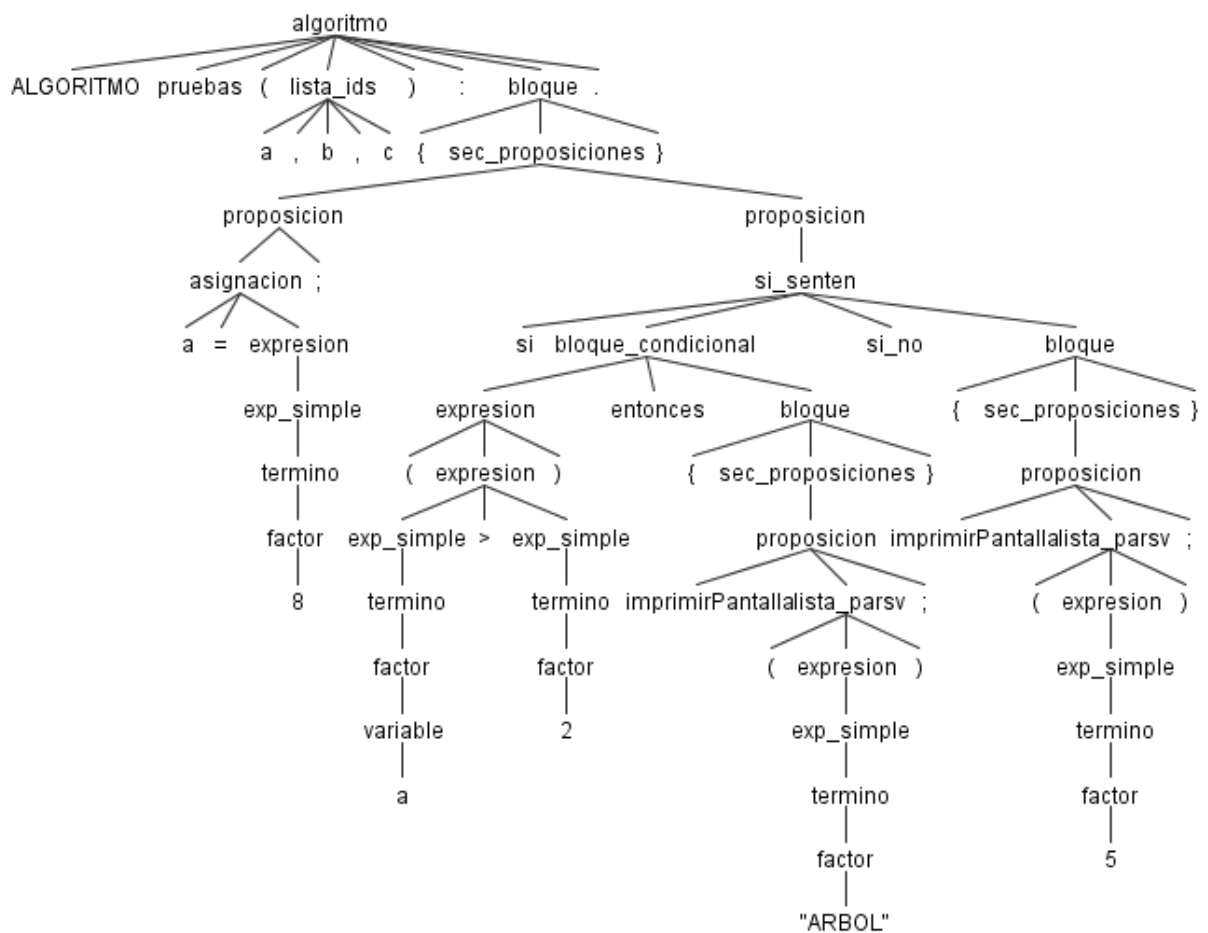 algoritmo
ALGORITMO pruebas ( lista_ids ) : bloque .
a , b , c { sec_proposiciones }
proposicion proposicion
asignacion ; si_senten
a = expresion si bloque_condicional si_no bloque
exp_simple expresion entonces bloque { sec_proposiciones }
termino ( expresion ) { sec_proposiciones } proposicion
factor exp_simple > exp_simple proposicion imprimirPantallalista_parsv ;
8 termino termino imprimirPantallalista_parsv ; ( expresion )
factor factor ( expresion ) exp_simple
variable 2 exp_simple termino
a termino factor
factor 5
"ARBOL"